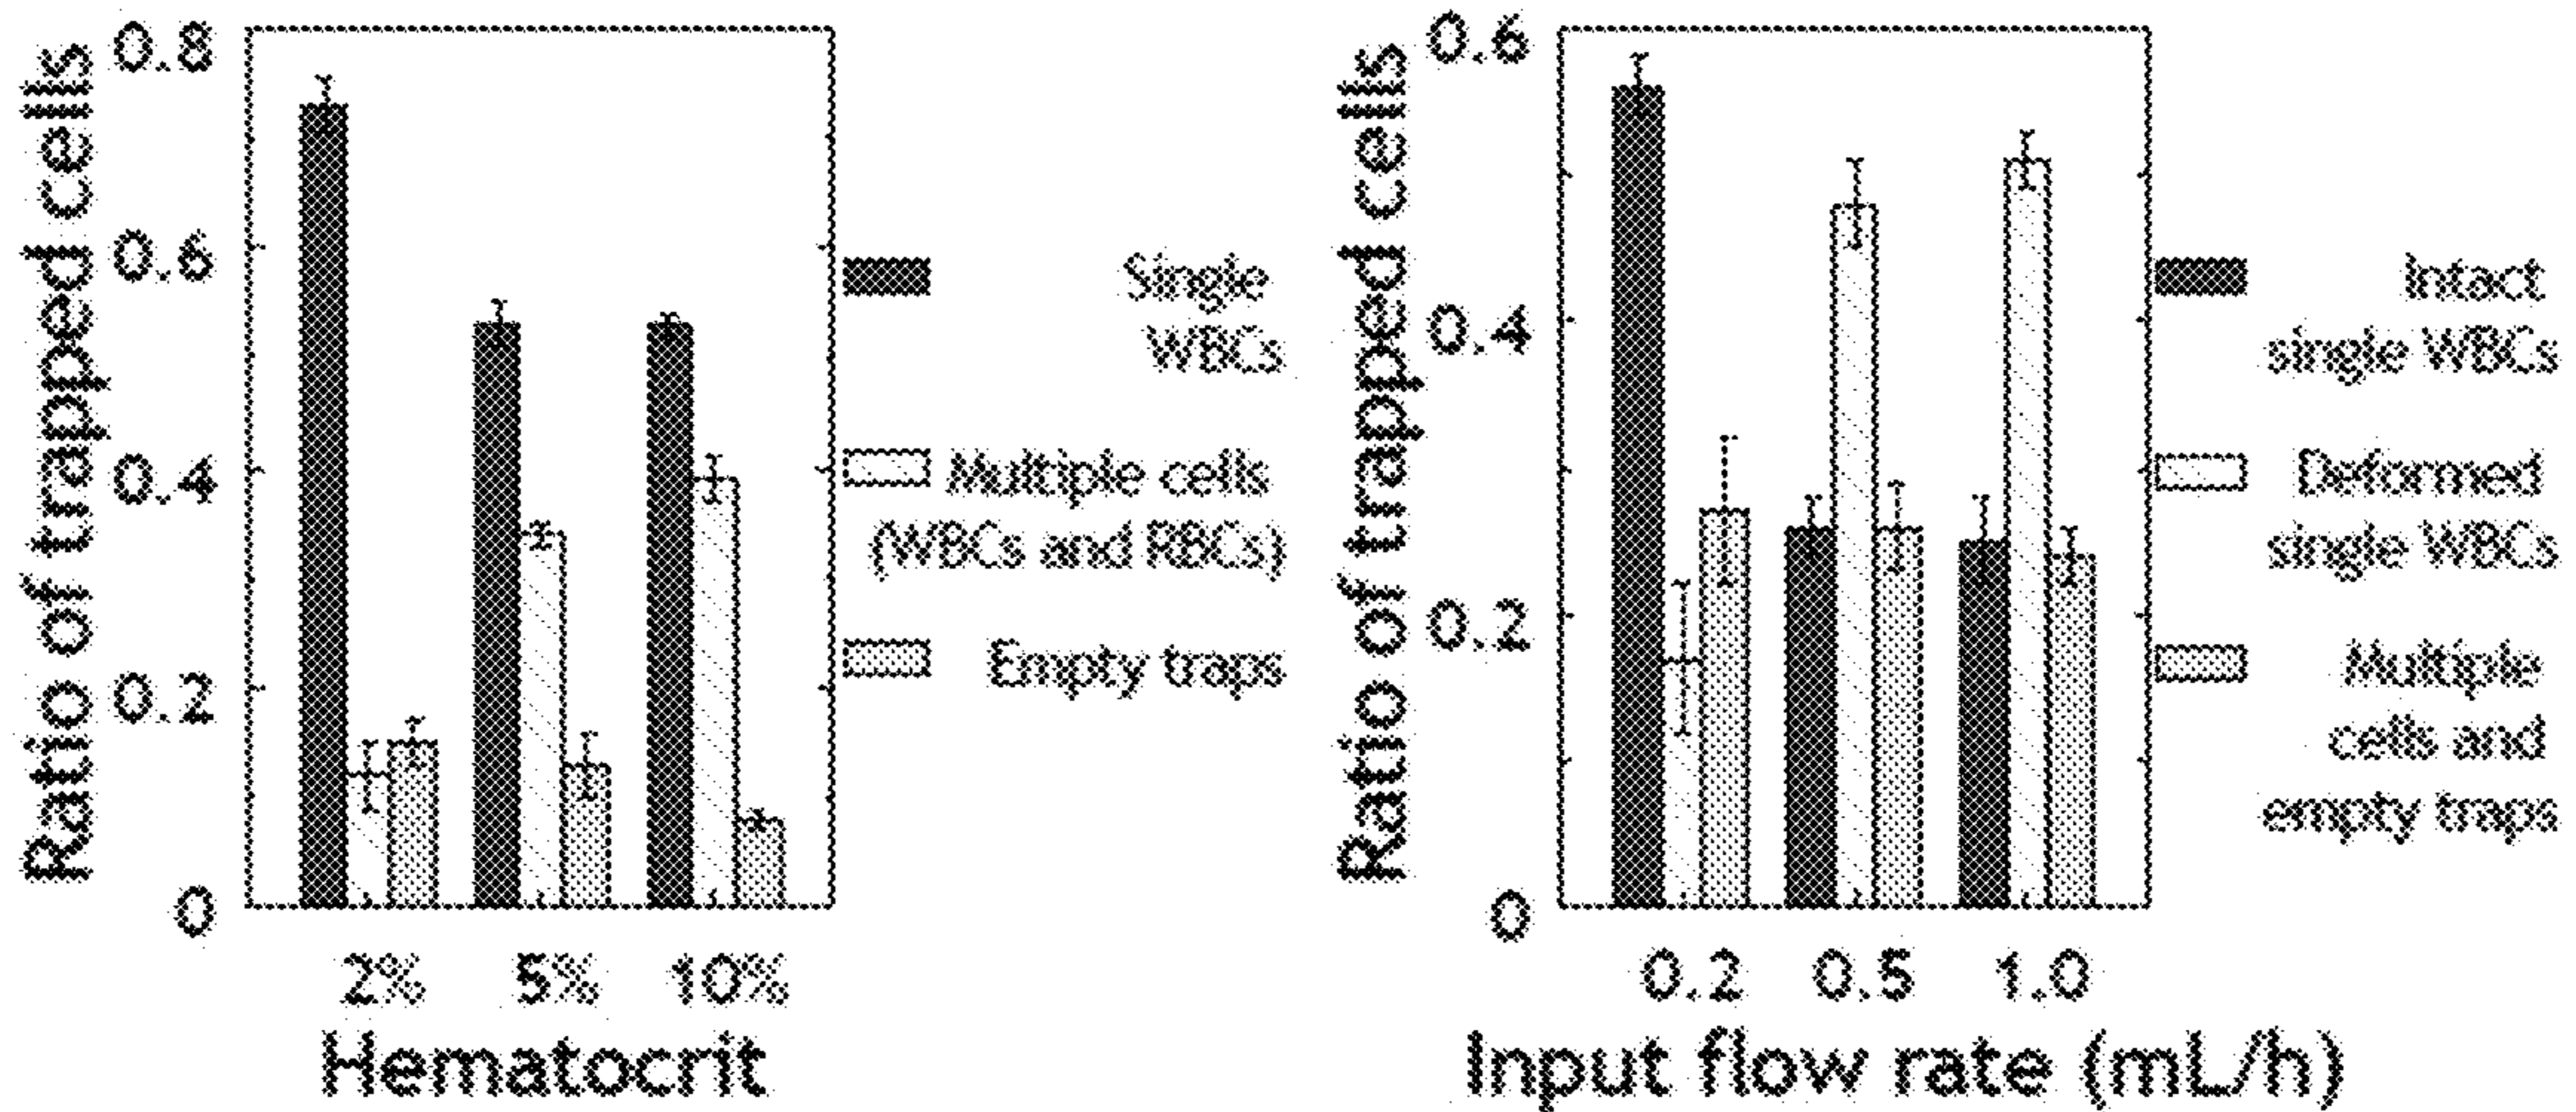 Ratio of trapped cells
0.8
0.6
0.4
0.2
0
2% 5% 10%
Hematocrit
Single
WBCs
Multiple cells
(WBCs and RBCs)
Empty traps
Ratio of trapped cells
0.6
0.4
0.2
0
0.2 0.5 1.0
Input flow rate (mL/h)
Intact
single WBCs
Deformed
single WBCs
Multiple
cells and
empty traps